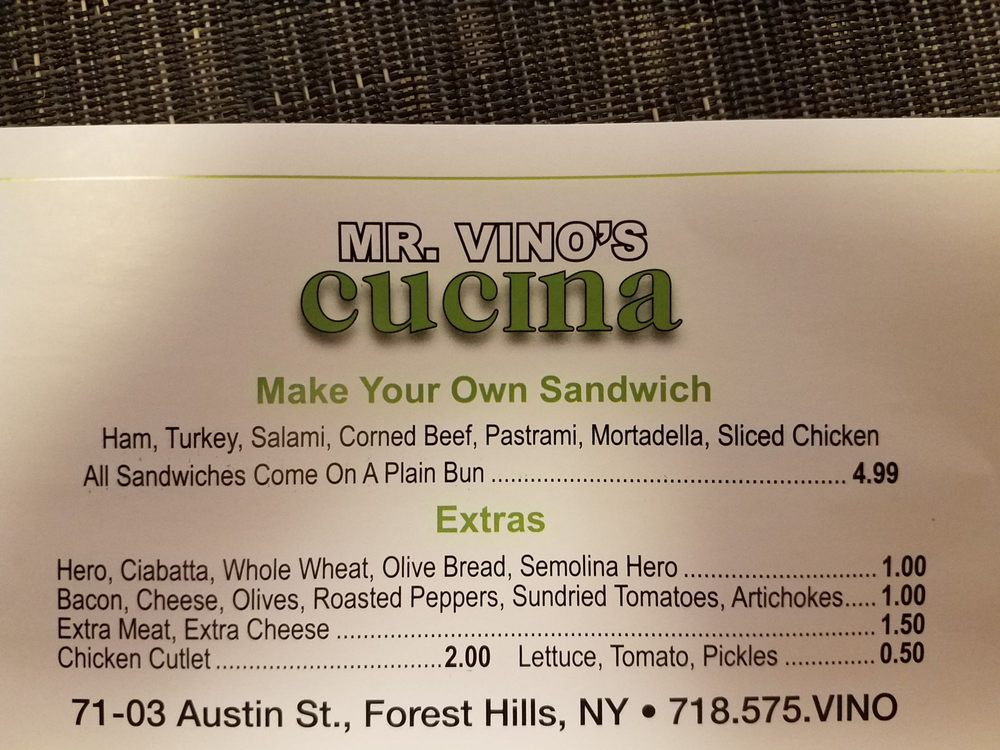 MR. VINO'S
cucina
Make Your Own Sandwich
Ham, Turkey, Salami, Corned Beef, Pastrami, Mortadella, Sliced Chicken
All Sandwiches Come On A Plain Bun ................................................... 4.99
Extras
Hero, Ciabatta, Whole Wheat, Olive Bread, Semolina Hero ............................ 1.00
Bacon, Cheese, Olives, Roasted Peppers, Sundried Tomatoes, Artichokes..... 1.00
Extra Meat, Extra Cheese .............................................................................. 1.50
Chicken Cutlet .................................2.00 Lettuce, Tomato, Pickles ............. 0.50
71-03 Austin St., Forest Hills, NY • 718.575.VINO